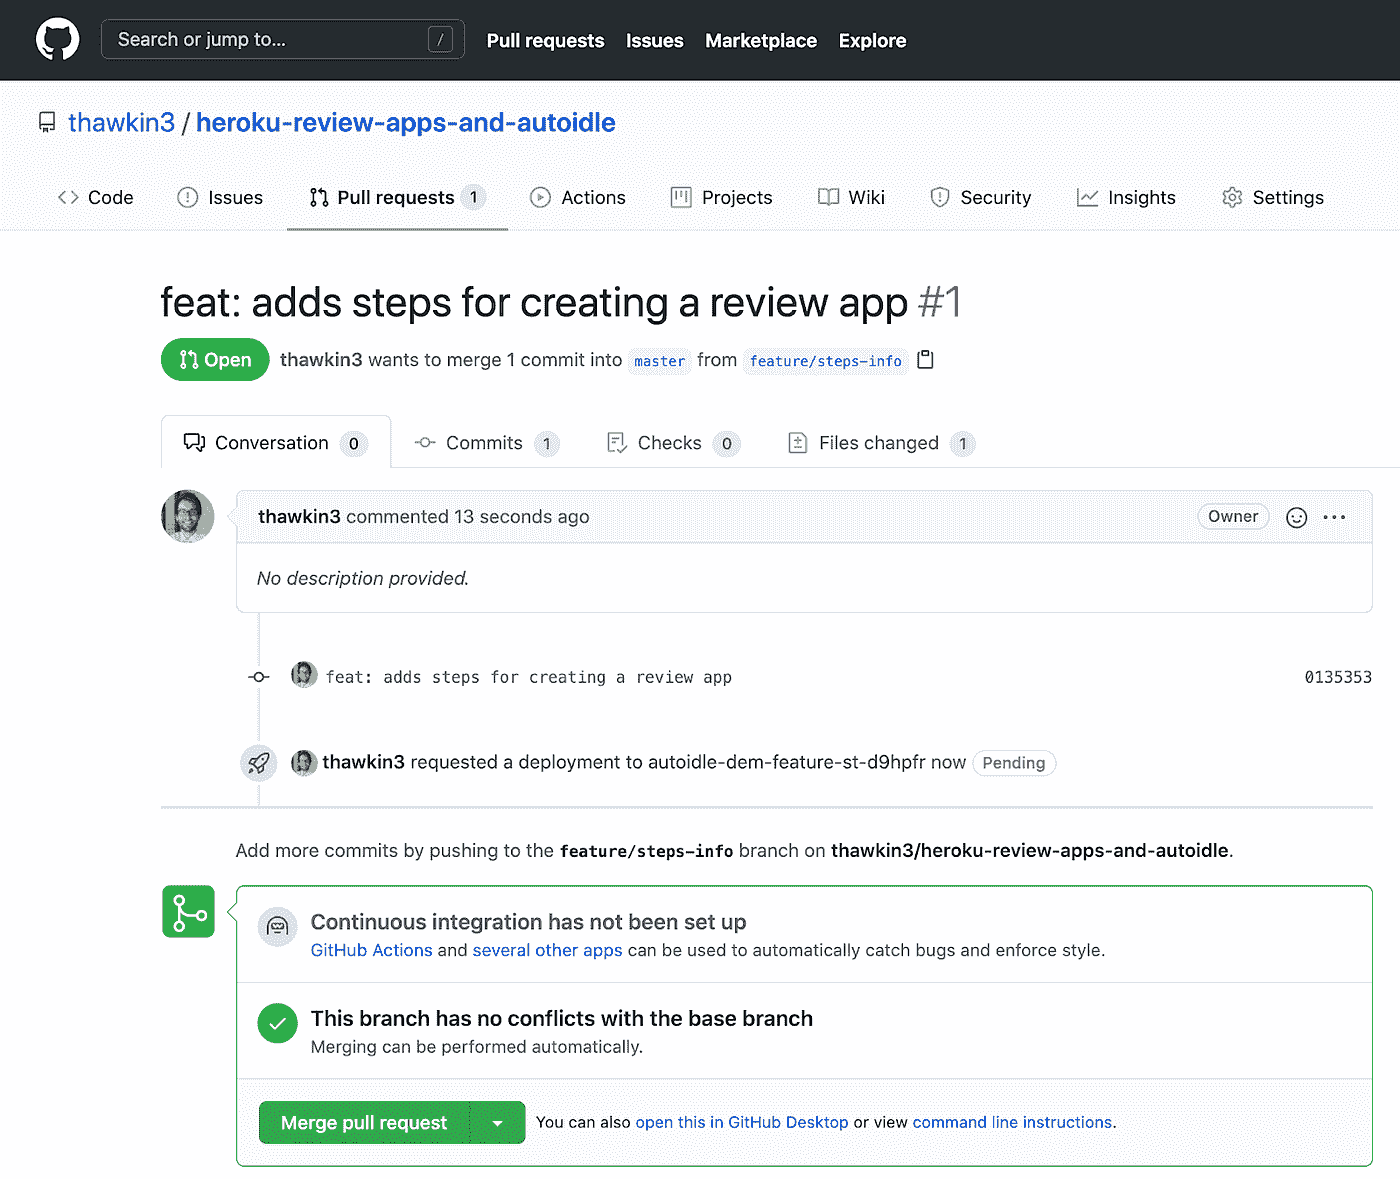 Search or jump to... /
Pull requests Issues Marketplace Explore
thawkin3 / heroku-review-apps-and-autoidle
Code Issues Pull requests 1 Actions Projects Wiki Security Insights Settings
feat: adds steps for creating a review app #1
Open thawkin3 wants to merge 1 commit into master from feature/steps-info
Conversation 0 Commits 1 Checks 0 Files changed 1
thawkin3 commented 13 seconds ago Owner
No description provided.
feat: adds steps for creating a review app 0135353
thawkin3 requested a deployment to autoidle-dem-feature-st-d9hpfr now Pending
Add more commits by pushing to the feature/steps-info branch on thawkin3/heroku-review-apps-and-autoidle.
Continuous integration has not been set up
GitHub Actions and several other apps can be used to automatically catch bugs and enforce style.
This branch has no conflicts with the base branch
Merging can be performed automatically.
Merge pull request You can also open this in GitHub Desktop or view command line instructions.